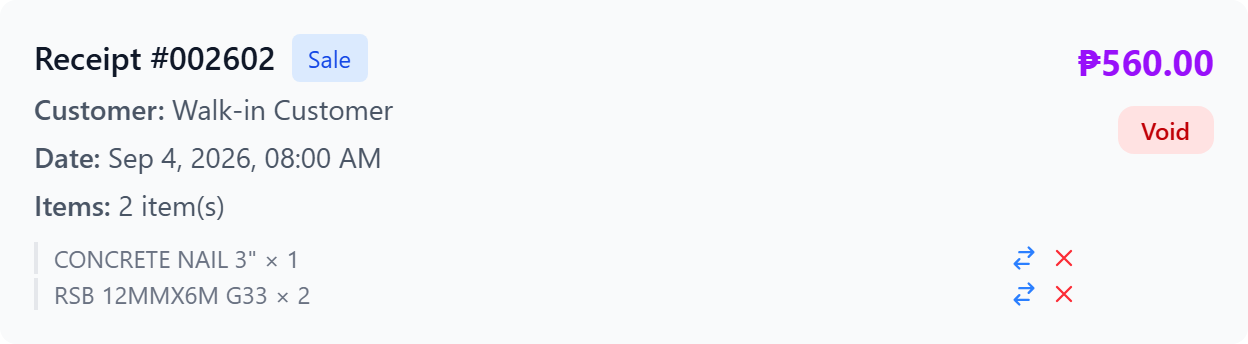 Receipt #002602 Sale
₱560.00
Customer: Walk-in Customer
Void
Date: Sep 4, 2026, 08:00 AM
Items: 2 item(s)
CONCRETE NAIL 3" × 1
RSB 12MMX6M G33 × 2